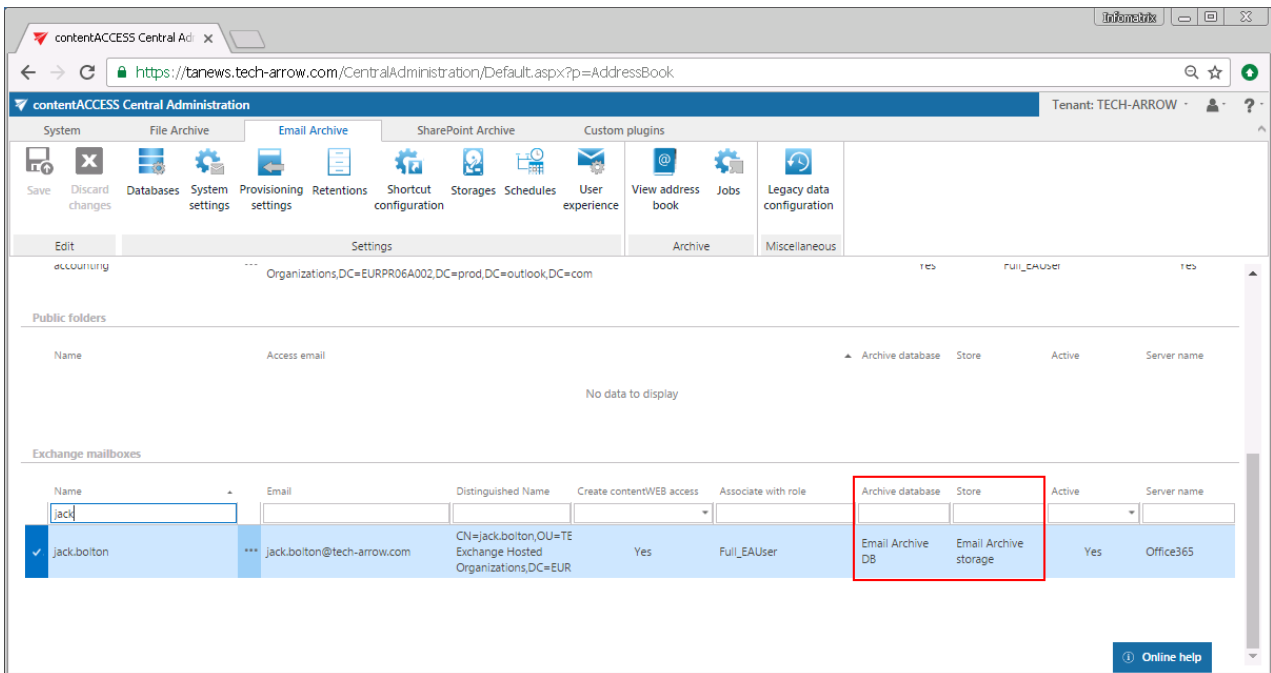 Infomatrix
contentACCESS Central Ad
https://tanews.tech-arrow.com/CentralAdministration/Default.aspx?p=AddressBook
contentACCESS Central Administration
Tenant: TECH-ARROW
?
System
File Archive
Email Archive
SharePoint Archive
Custom plugins
Save
Discard
changes
Databases
System
settings
Provisioning
settings
Retentions
Shortcut
configuration
Storages
Schedules
User
experience
@
View address
book
Jobs
Legacy data
configuration
Edit
Settings
Archive
Miscellaneous
accounting
...
Organizations,DC=EURPR06A002,DC=prod,DC=outlook,DC=com
Yes
Full_EAUser
Yes
Public folders
Name
Access email
Archive database
Store
Active
Server name
No data to display
Exchange mailboxes
Name
Email
Distinguished Name
Create contentWEB access
Associate with role
Archive database
Store
Active
Server name
jack
jack.bolton
...
jack.bolton@tech-arrow.com
CN=jack.bolton,OU=TE
Exchange Hosted
Organizations,DC=EUR
Yes
Full_EAUser
Email Archive
DB
Email Archive
storage
Yes
Office365
Online help